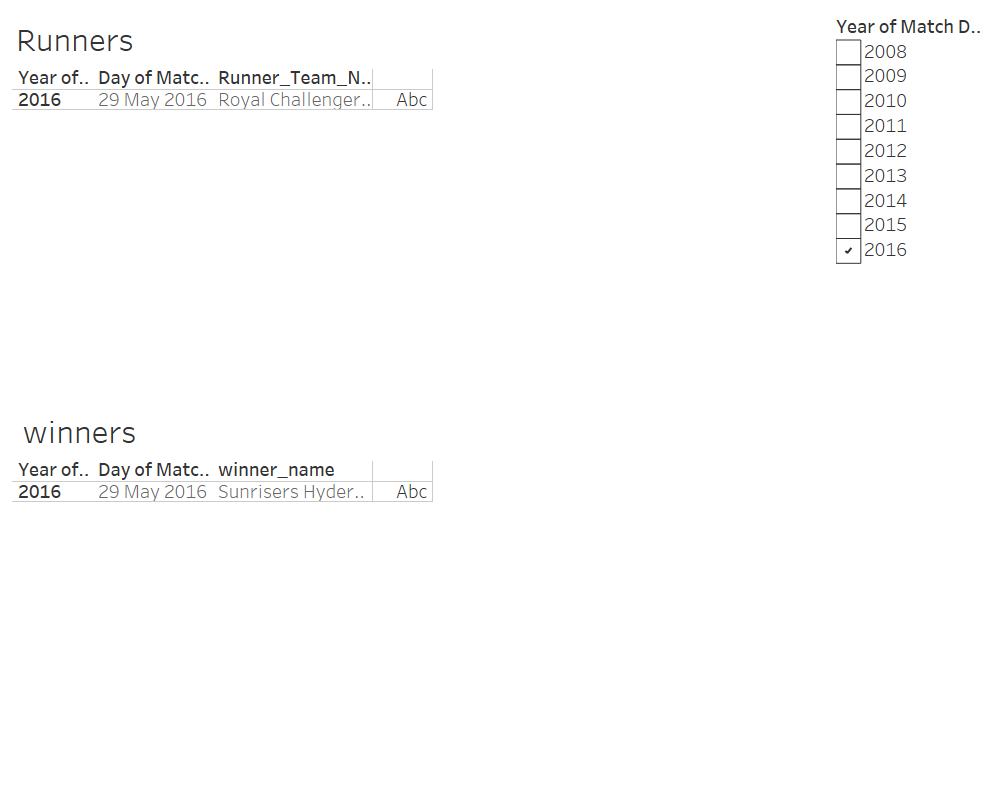 Runners
Year of.. Day of Matc.. Runner_Team_N..
2016 29 May 2016 Royal Challenger.. Abc
winners
Year of.. Day of Matc.. winner_name
2016 29 May 2016 Sunrisers Hyder.. Abc
Year of Match D..
2008
2009
2010
2011
2012
2013
2014
2015
2016